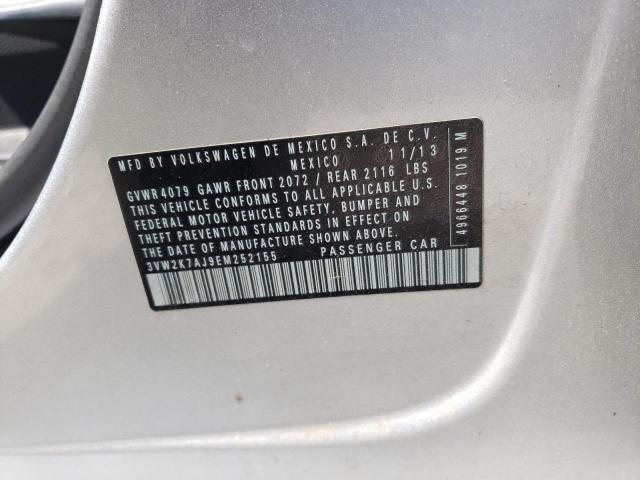 MFD BY VOLKSWAGEN DE MEXICO S.A. DE C.V.
MEXICO 11/13
GVWR 4079 GAWR FRONT 2072 / REAR 2116 LBS
THIS VEHICLE CONFORMS TO ALL APPLICABLE U.S.
FEDERAL MOTOR VEHICLE SAFETY, BUMPER AND
THEFT PREVENTION STANDARDS IN EFFECT ON
THE DATE OF MANUFACTURE SHOWN ABOVE.
3VW2K7AJ9EM252155 PASSENGER CAR
4966448 1019 M